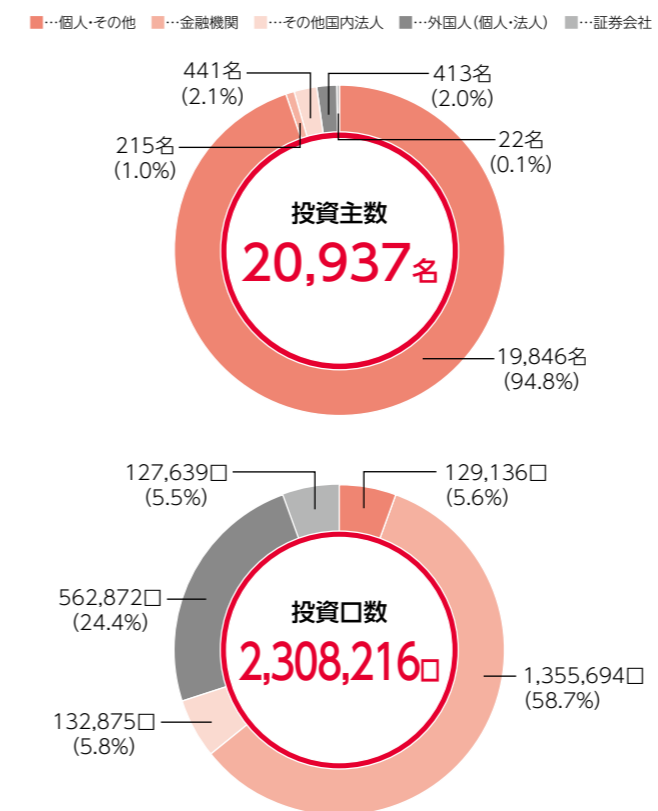 ■…個人・その他 ■…金融機関 ■…その他国内法人 ■…外国人(個人・法人) ■…証券会社
441名
(2.1%)
413名
(2.0%)
215名
(1.0%)
22名
(0.1%)
投資主数
20,937名
19,846名
(94.8%)
127,639口
(5.5%)
129,136口
(5.6%)
562,872口
(24.4%)
投資口数
2,308,216口
1,355,694口
(58.7%)
132,875口
(5.8%)